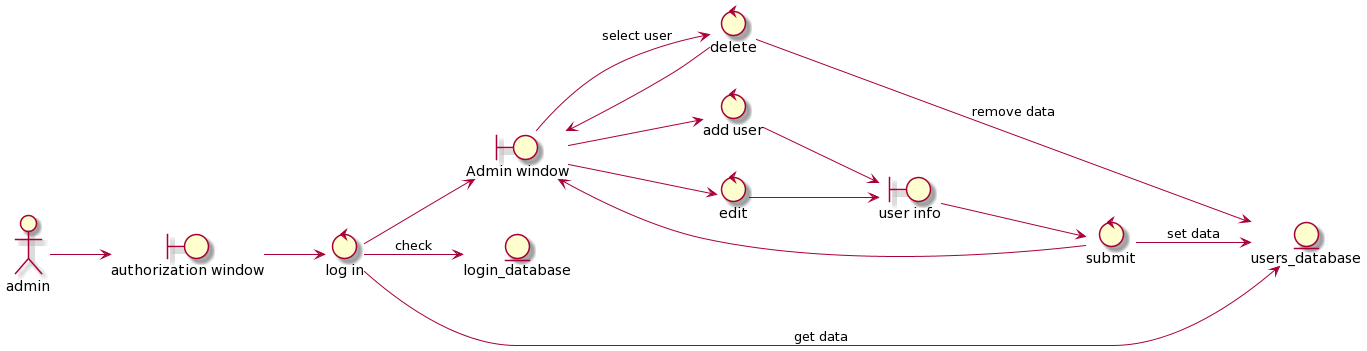 select user
delete
remove data
add user
Admin window
edit
user info
admin
authorization window
log in
check
login_database
submit
set data
users_database
get data